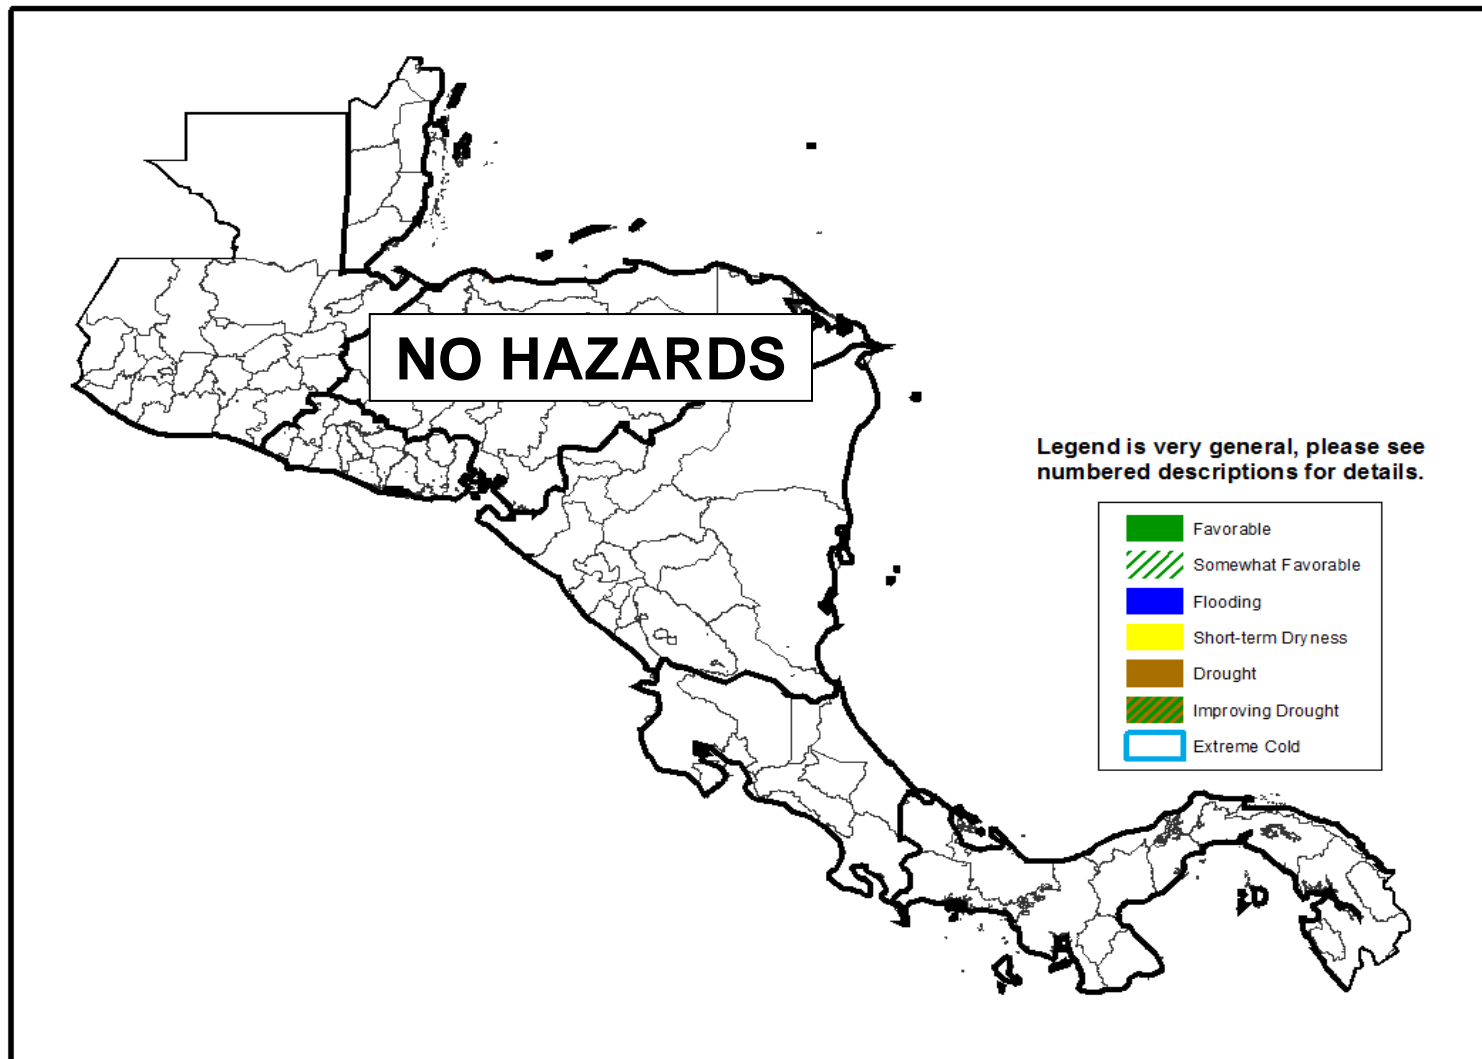 NO HAZARDS
Legend is very general, please see
numbered descriptions for details.
Favorable
Somewhat Favorable
Flooding
Short-term Dryness
Drought
Improving Drought
Extreme Cold